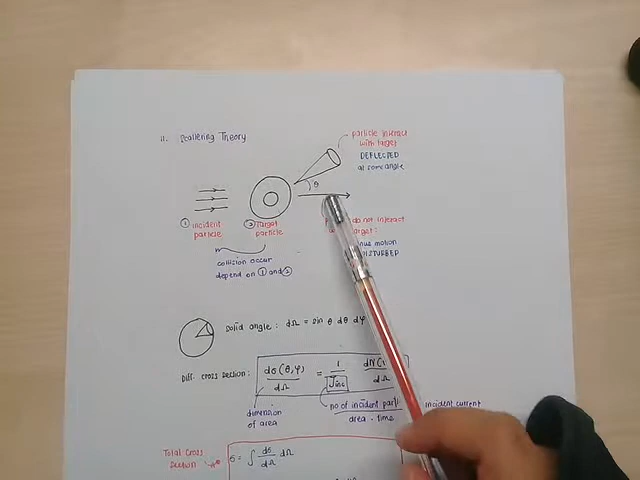 11. Scattering Theory
particle interact
with target
DEFLECTED
at some angle
θ
① incident
particle
② Target
particle
do not interact
target:
motion
collision occur
depend on ① and ②
Solid angle: dΩ = sin θ dθ dφ
Diff. cross section: dσ(θ,φ)/dΩ = 1/Jinc dN(/dΩ
dimension
of area
no of incident / area · time
incident current
Total Cross
Section
σ = ∫ dσ/dΩ dΩ